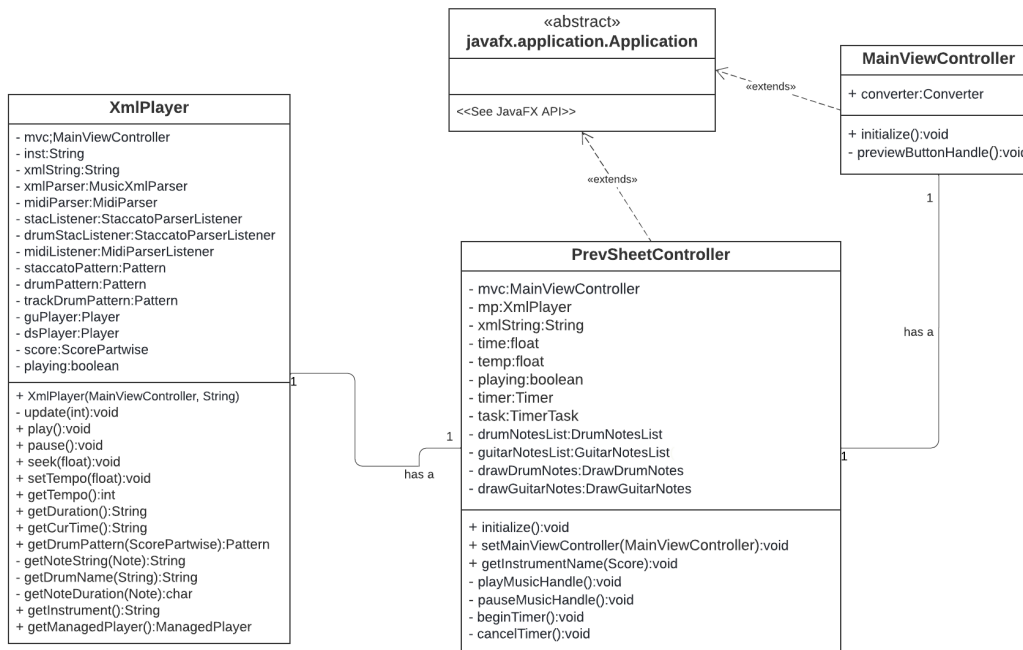 «abstract»
javafx.application.Application
<<See JavaFX API>>
MainViewController
+ converter:Converter
+ initialize():void
- previewButtonHandle():void
«extends»
«extends»
XmlPlayer
- mvc;MainViewController
- inst:String
- xmlString:String
- xmlParser:MusicXmlParser
- midiParser:MidiParser
- stacListener:StaccatoParserListener
- drumStacListener:StaccatoParserListener
- midiListener:MidiParserListener
- staccatoPattern:Pattern
- drumPattern:Pattern
- trackDrumPattern:Pattern
- guPlayer:Player
- dsPlayer:Player
- score:ScorePartwise
- playing:boolean
+ XmlPlayer(MainViewController, String)
- update(int):void
+ play():void
+ pause():void
+ seek(float):void
+ setTempo(float):void
+ getTempo():int
+ getDuration():String
+ getCurTime():String
+ getDrumPattern(ScorePartwise):Pattern
- getNoteString(Note):String
- getDrumName(String):String
- getNoteDuration(Note):char
+ getInstrument():String
+ getManagedPlayer():ManagedPlayer
1
1
has a
PrevSheetController
- mvc:MainViewController
- mp:XmlPlayer
- xmlString:String
- time:float
- temp:float
- playing:boolean
- timer:Timer
- task:TimerTask
- drumNotesList:DrumNotesList
- guitarNotesList:GuitarNotesList
- drawDrumNotes:DrawDrumNotes
- drawGuitarNotes:DrawGuitarNotes
+ initialize():void
+ setMainViewController(MainViewController):void
+ getInstrumentName(Score):void
- playMusicHandle():void
- pauseMusicHandle():void
- beginTimer():void
- cancelTimer():void
1
has a
1